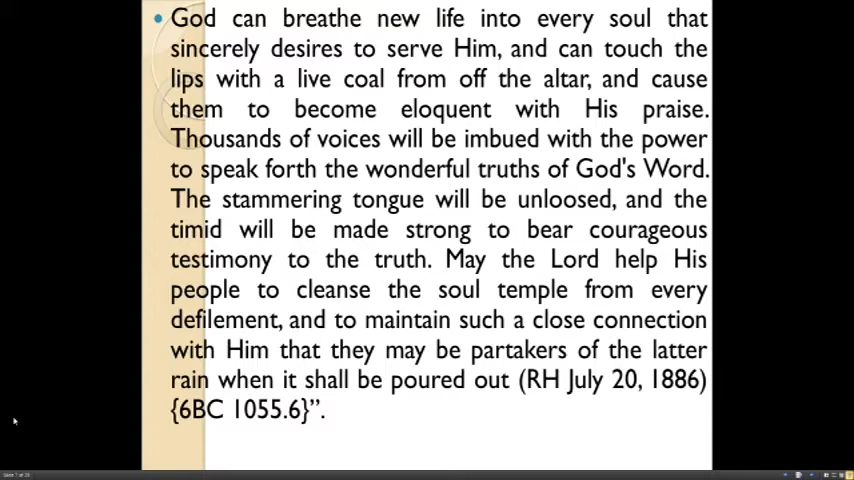 • God can breathe new life into every soul that
sincerely desires to serve Him, and can touch the
lips with a live coal from off the altar, and cause
them to become eloquent with His praise.
Thousands of voices will be imbued with the power
to speak forth the wonderful truths of God's Word.
The stammering tongue will be unloosed, and the
timid will be made strong to bear courageous
testimony to the truth. May the Lord help His
people to cleanse the soul temple from every
defilement, and to maintain such a close connection
with Him that they may be partakers of the latter
rain when it shall be poured out (RH July 20, 1886)
{6BC 1055.6}”.